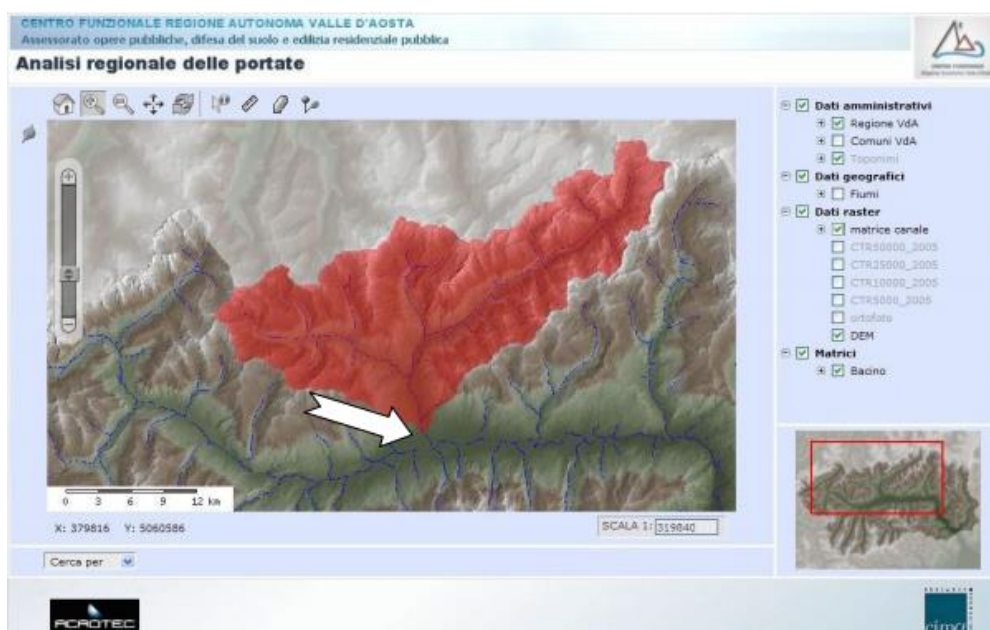 CENTRO FUNZIONALE REGIONE AUTONOMA VALLE D'AOSTA
Assessorato opere pubbliche, difesa del suolo e edilizia residenziale pubblica
Analisi regionale delle portate
Dati amministrativi
Regione VdA
Comuni VdA
Toponimi
Dati geografici
Fiumi
Dati raster
matrice canale
CTR50000_2005
CTR25000_2005
CTR10000_2005
CTR5000_2005
ortofoto
DEM
Matrici
Bacino
0 3 6 9 12 km
X: 379816 Y: 5060586
SCALA 1: 319840
Cerca per
ACROTEC
cima